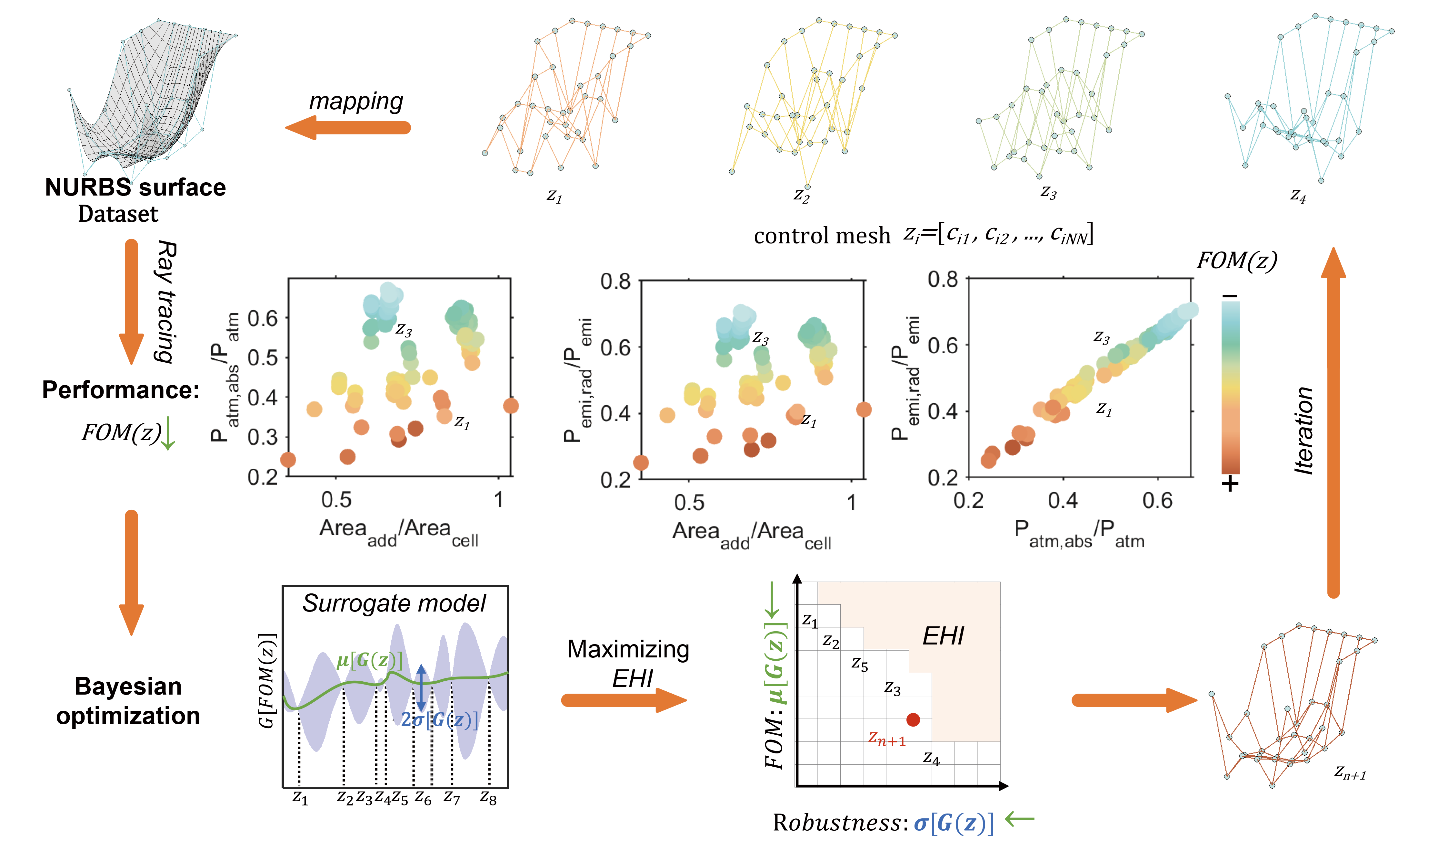 mapping
NURBS surface
Dataset
z1
z2
z3
z4
control mesh zi=[ci1, ci2, ..., ciNN]
Ray tracing
Performance:
FOM(z)↓
Patm,abs/Patm
0.6
0.5
0.4
0.3
0.2
z3
z1
0.5
1
Areaadd/Areacell
Pemi,rad/Pemi
0.8
0.6
0.4
0.2
z3
z1
0.5
1
Areaadd/Areacell
Pemi,rad/Pemi
0.8
0.6
0.4
0.2
z3
z1
0.2
0.4
0.6
Patm,abs/Patm
FOM(z)
−
+
Iteration
Bayesian
optimization
Surrogate model
G[FOM(z)]
μ[G(z)]
2σ[G(z)]
z1 z2 z3 z4 z5 z6 z7 z8
Maximizing
EHI
FOM: μ[G(z)]←
EHI
z1
z2
z5
z3
zn+1
z4
Robustness: σ[G(z)] ←
zn+1